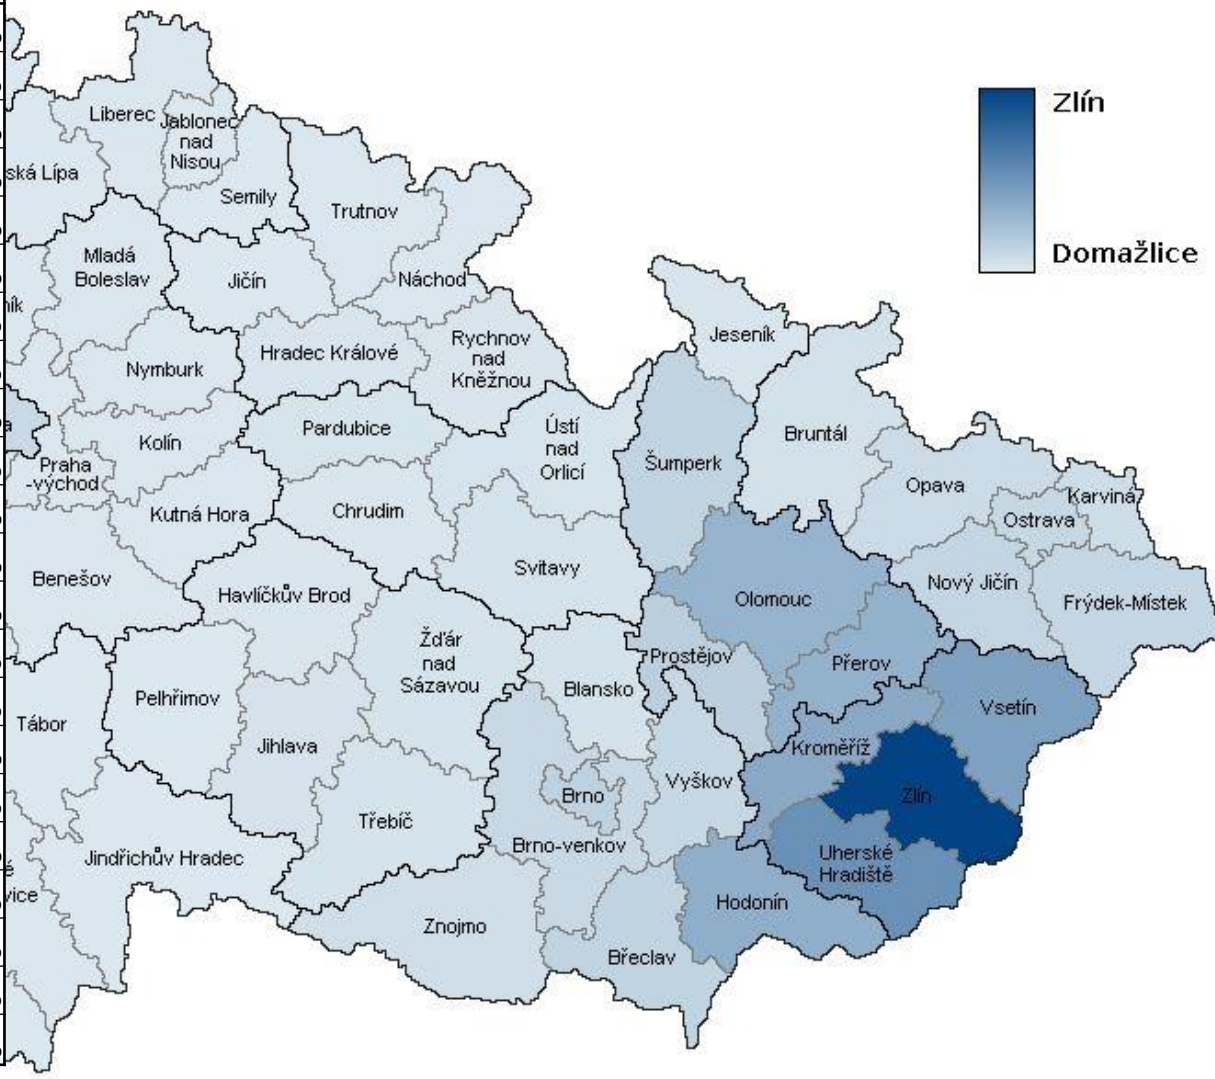 Zlín
Domažlice
Liberec
Jablonec
nad
Nisou
ská Lípa
Semily
Trutnov
Mladá
Boleslav
Jičín
Náchod
ník
Jeseník
Rychnov
nad
Kněžnou
Hradec Králové
Nymburk
Ústí
nad
Orlicí
Bruntál
Pardubice
Kolín
a
Praha
-východ
Šumperk
Opava
Karviná
Ostrava
Kutná Hora
Chrudim
Svitavy
Benešov
Havlíčkův Brod
Olomouc
Nový Jičín
Frýdek-Místek
Žďár
nad
Sázavou
Prostějov
Přerov
Pelhřimov
Blansko
Vsetín
Tábor
Jihlava
Kroměříž
Vyškov
Brno
Zlín
Třebíč
Brno-venkov
Uherské
Hradiště
Jindřichův Hradec
é
vice
Hodonín
Znojmo
Břeclav